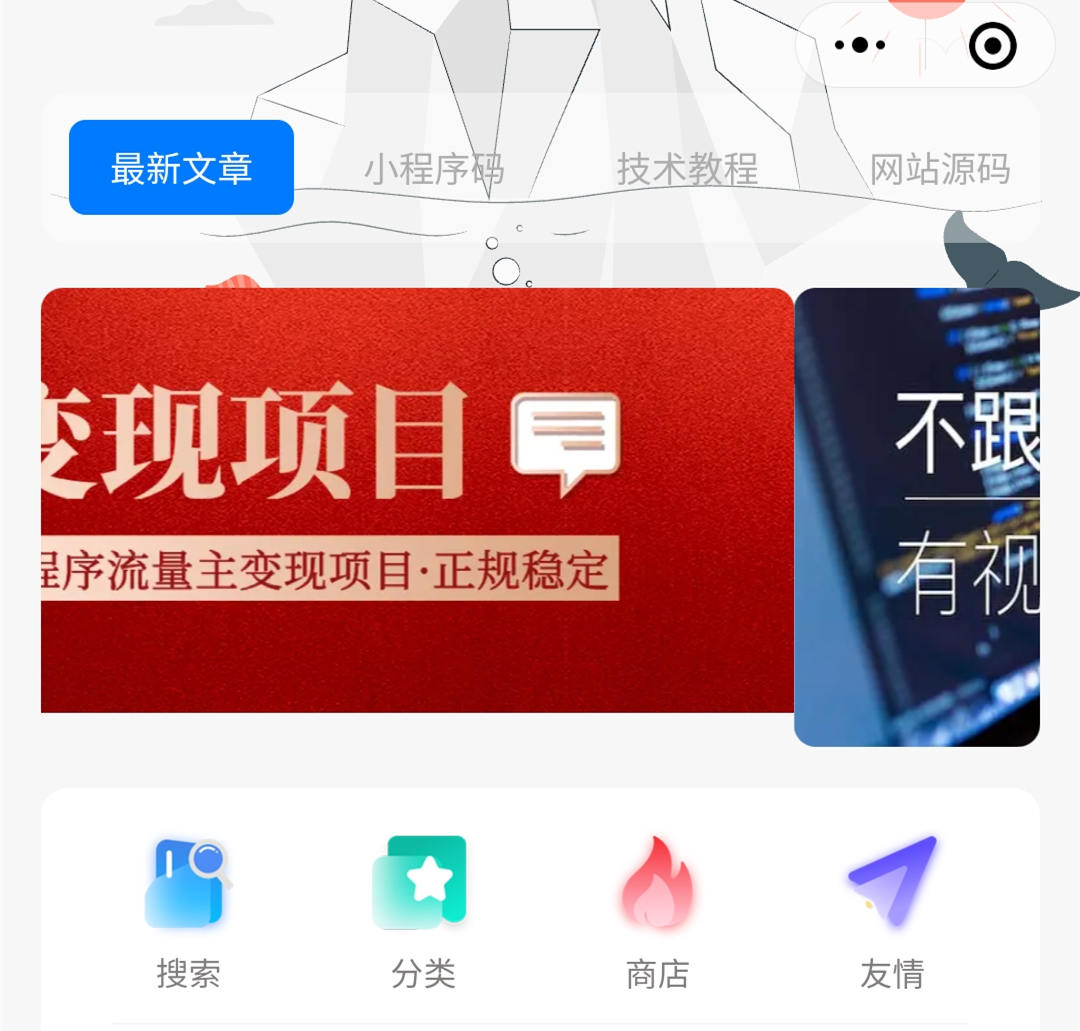 最新文章 小程序码 技术教程 网站源码
变现项目
程序流量主变现项目·正规稳定
不跟
有视
搜索 分类 商店 友情